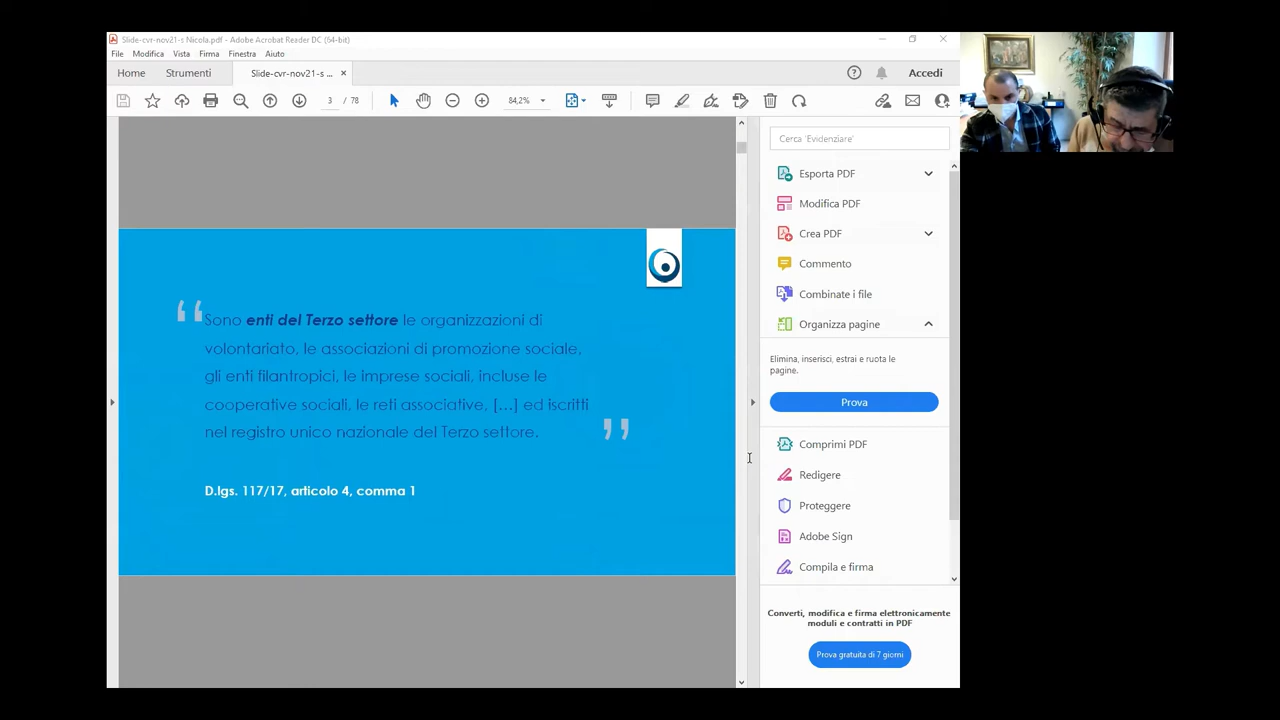 Slide-cvr-nov21-s Nicola.pdf - Adobe Acrobat Reader DC (64-bit)
File Modifica Vista Firma Finestra Aiuto
Home Strumenti Slide-cvr-nov21-s ... × Accedi
3 / 78 84,2%
Cerca 'Evidenziare'
Esporta PDF
Modifica PDF
Crea PDF
Commento
Combinate i file
Organizza pagine
Elimina, inserisci, estrai e ruota le
pagine.
Prova
Comprimi PDF
Redigere
Proteggere
Adobe Sign
Compila e firma
Converti, modifica e firma elettronicamente
moduli e contratti in PDF
Prova gratuita di 7 giorni
“Sono enti del Terzo settore le organizzazioni di
volontariato, le associazioni di promozione sociale,
gli enti filantropici, le imprese sociali, incluse le
cooperative sociali, le reti associative, [...] ed iscritti
nel registro unico nazionale del Terzo settore.”
D.lgs. 117/17, articolo 4, comma 1